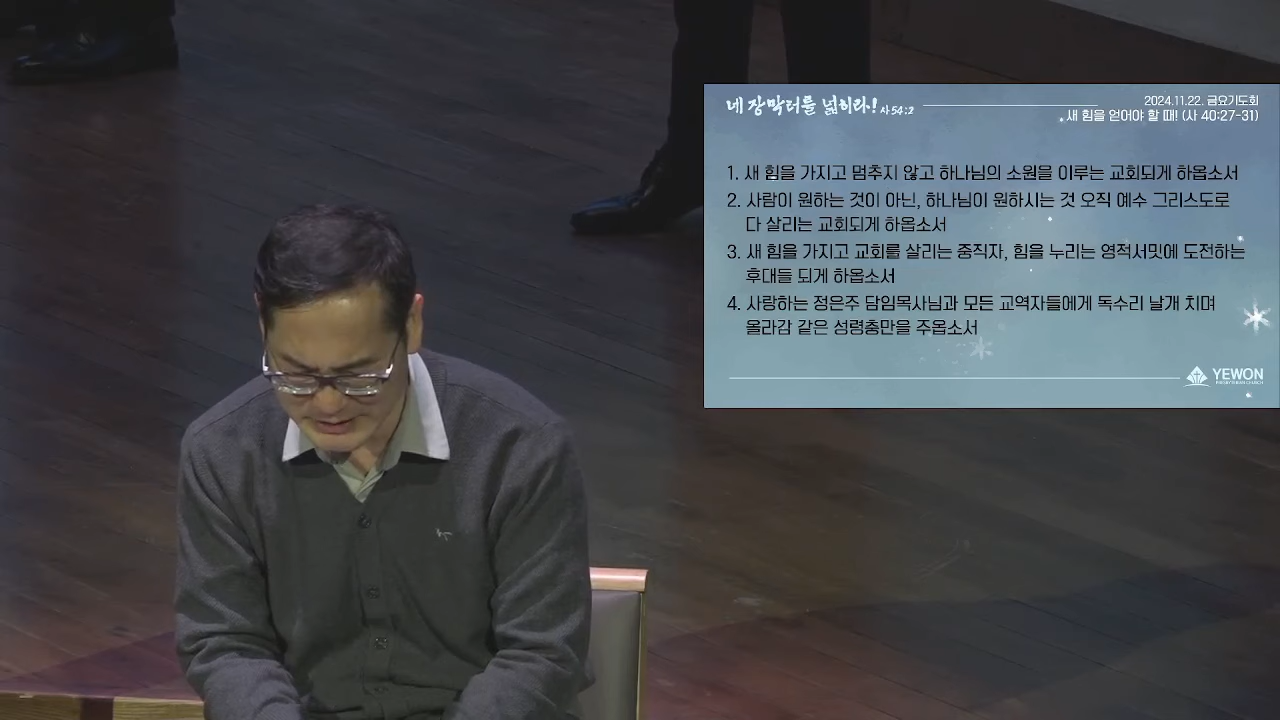 네 장막터를 넓히라! 사 54:2
2024.11.22. 금요기도회
새 힘을 얻어야 할 때! (사 40:27-31)
1. 새 힘을 가지고 멈추지 않고 하나님의 소원을 이루는 교회되게 하옵소서
2. 사람이 원하는 것이 아닌, 하나님이 원하시는 것 오직 예수 그리스도로
다 살리는 교회되게 하옵소서
3. 새 힘을 가지고 교회를 살리는 중직자, 힘을 누리는 영적서밋에 도전하는
후대들 되게 하옵소서
4. 사랑하는 정은주 담임목사님과 모든 교역자들에게 독수리 날개 치며
올라감 같은 성령충만을 주옵소서
YEWON
PRESBYTERIAN CHURCH